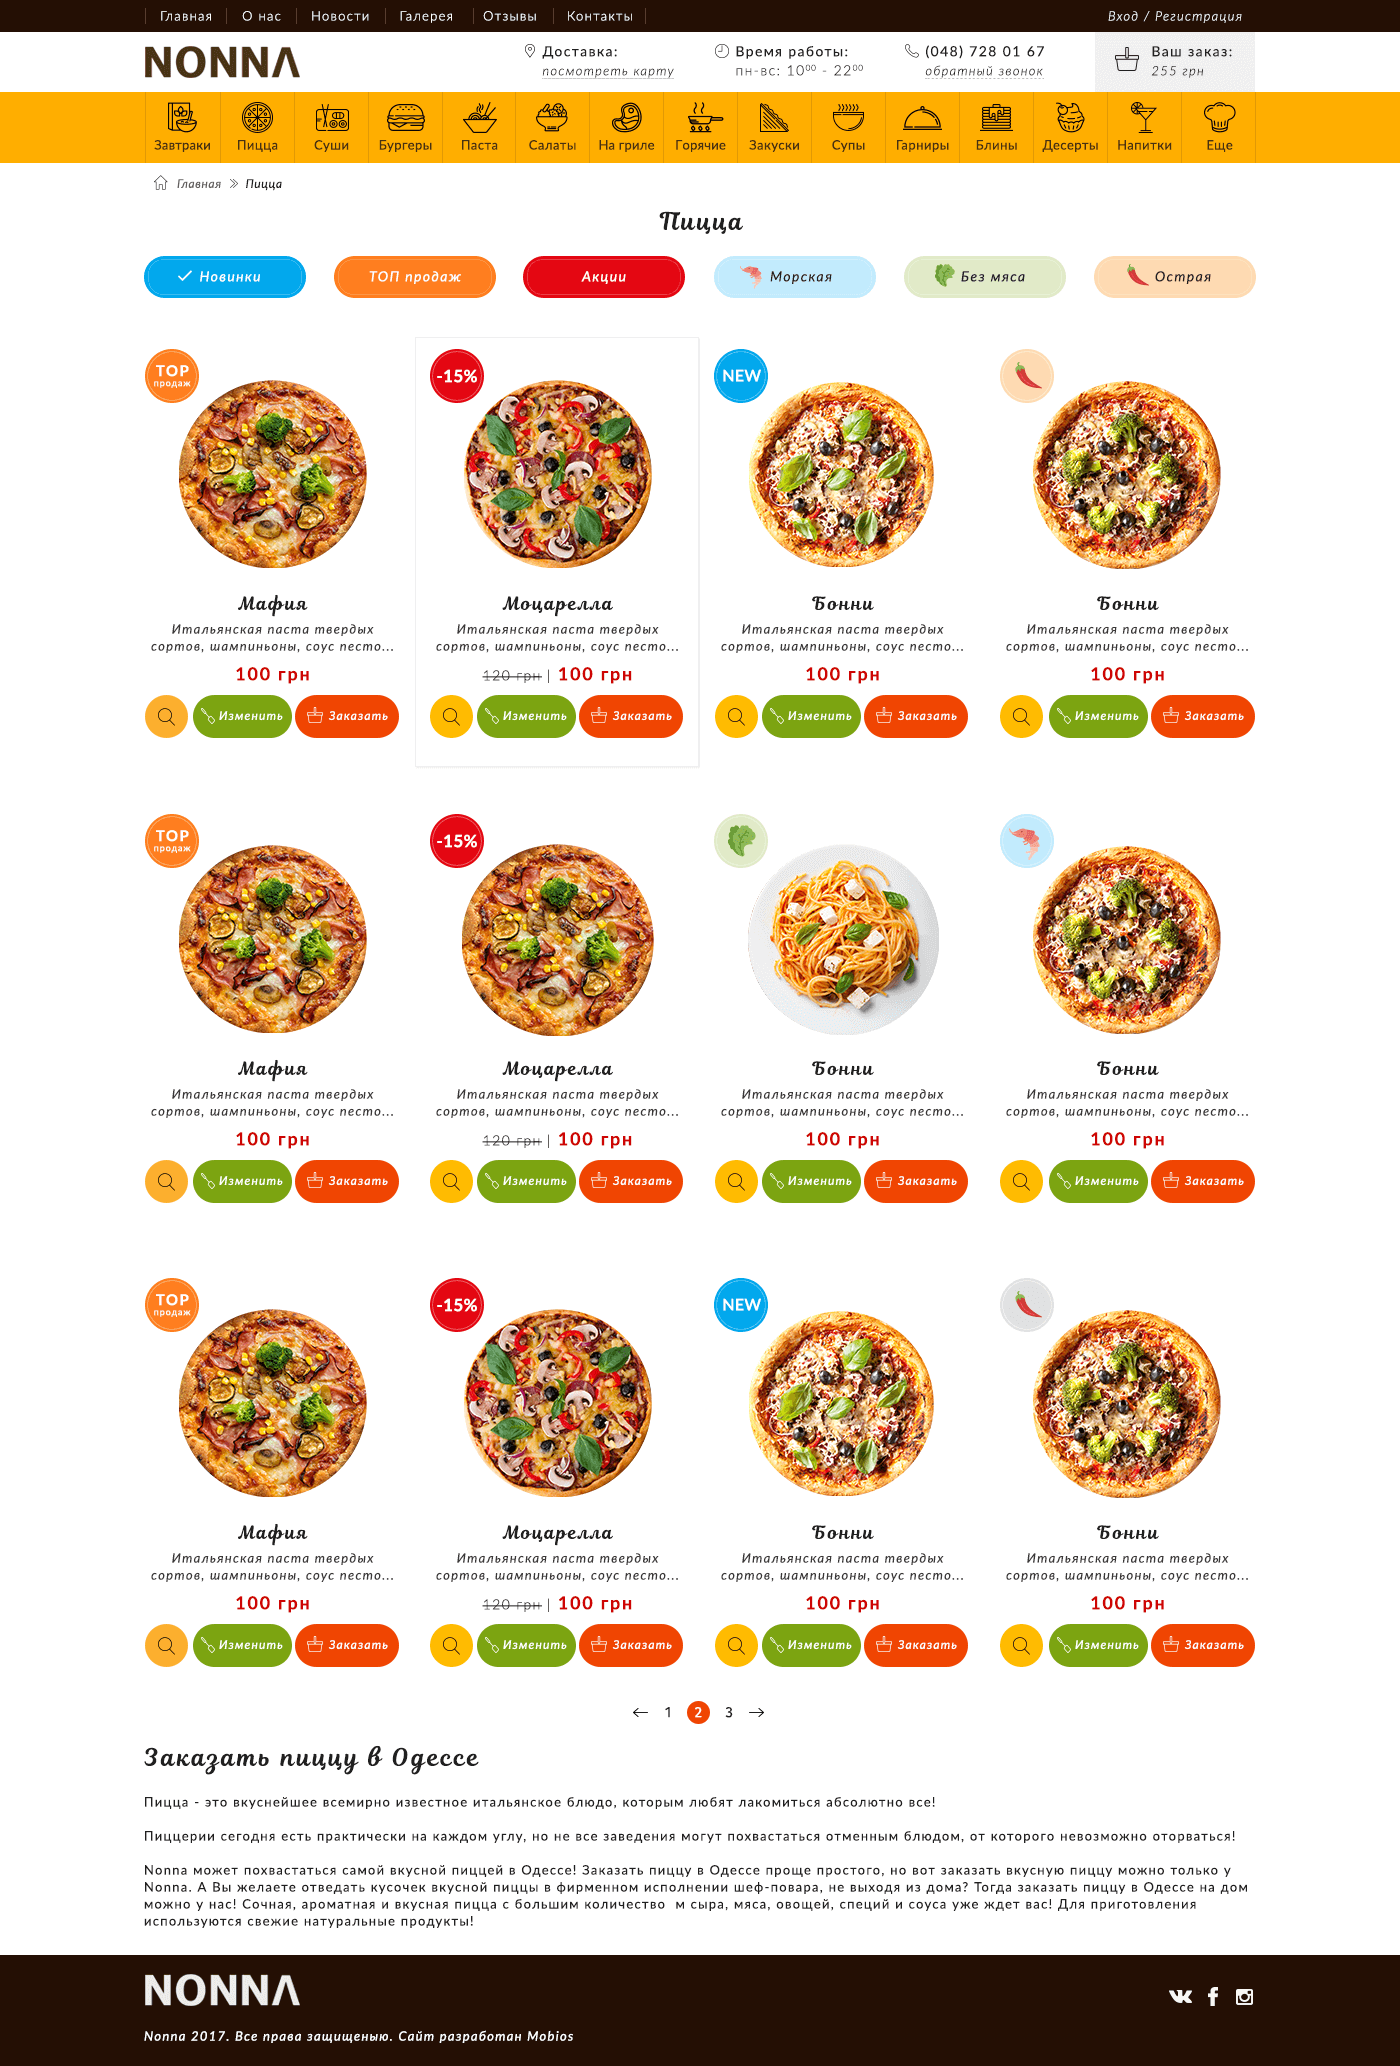 Главная О нас Новости Галерея Отзывы Контакты Вход / Регистрация
NONNA
Доставка:
посмотреть карту
Время работы:
пн-вс: 10⁰⁰ - 22⁰⁰
(048) 728 01 67
обратный звонок
Ваш заказ:
255 грн
Завтраки Пицца Суши Бургеры Паста Салаты На гриле Горячие Закуски Супы Гарниры Блины Десерты Напитки Еще
Главная Пицца
Пицца
Новинки ТОП продаж Акции Морская Без мяса Острая
TOP
продаж
-15%
NEW
Мафия Моцарелла Бонни Бонни
Итальянская паста твердых Итальянская паста твердых Итальянская паста твердых Итальянская паста твердых
сортов, шампиньоны, соус песто... сортов, шампиньоны, соус песто... сортов, шампиньоны, соус песто... сортов, шампиньоны, соус песто...
100 грн 120 грн | 100 грн 100 грн 100 грн
Изменить Заказать Изменить Заказать Изменить Заказать Изменить Заказать
TOP
продаж
-15%
Мафия Моцарелла Бонни Бонни
Итальянская паста твердых Итальянская паста твердых Итальянская паста твердых Итальянская паста твердых
сортов, шампиньоны, соус песто... сортов, шампиньоны, соус песто... сортов, шампиньоны, соус песто... сортов, шампиньоны, соус песто...
100 грн 120 грн | 100 грн 100 грн 100 грн
Изменить Заказать Изменить Заказать Изменить Заказать Изменить Заказать
TOP
продаж
-15%
NEW
Мафия Моцарелла Бонни Бонни
Итальянская паста твердых Итальянская паста твердых Итальянская паста твердых Итальянская паста твердых
сортов, шампиньоны, соус песто... сортов, шампиньоны, соус песто... сортов, шампиньоны, соус песто... сортов, шампиньоны, соус песто...
100 грн 120 грн | 100 грн 100 грн 100 грн
Изменить Заказать Изменить Заказать Изменить Заказать Изменить Заказать
1 2 3
Заказать пиццу в Одессе
Пицца - это вкуснейшее всемирно известное итальянское блюдо, которым любят лакомиться абсолютно все!
Пиццерии сегодня есть практически на каждом углу, но не все заведения могут похвастаться отменным блюдом, от которого невозможно оторваться!
Nonna может похвастаться самой вкусной пиццей в Одессе! Заказать пиццу в Одессе проще простого, но вот заказать вкусную пиццу можно только у
Nonna. А Вы желаете отведать кусочек вкусной пиццы в фирменном исполнении шеф-повара, не выходя из дома? Тогда заказать пиццу в Одессе на дом
можно у нас! Сочная, ароматная и вкусная пицца с большим количество  м сыра, мяса, овощей, специй и соуса уже ждет вас! Для приготовления
используются свежие натуральные продукты!
NONNA
Nonna 2017. Все права защищеныю. Сайт разработан Mobios